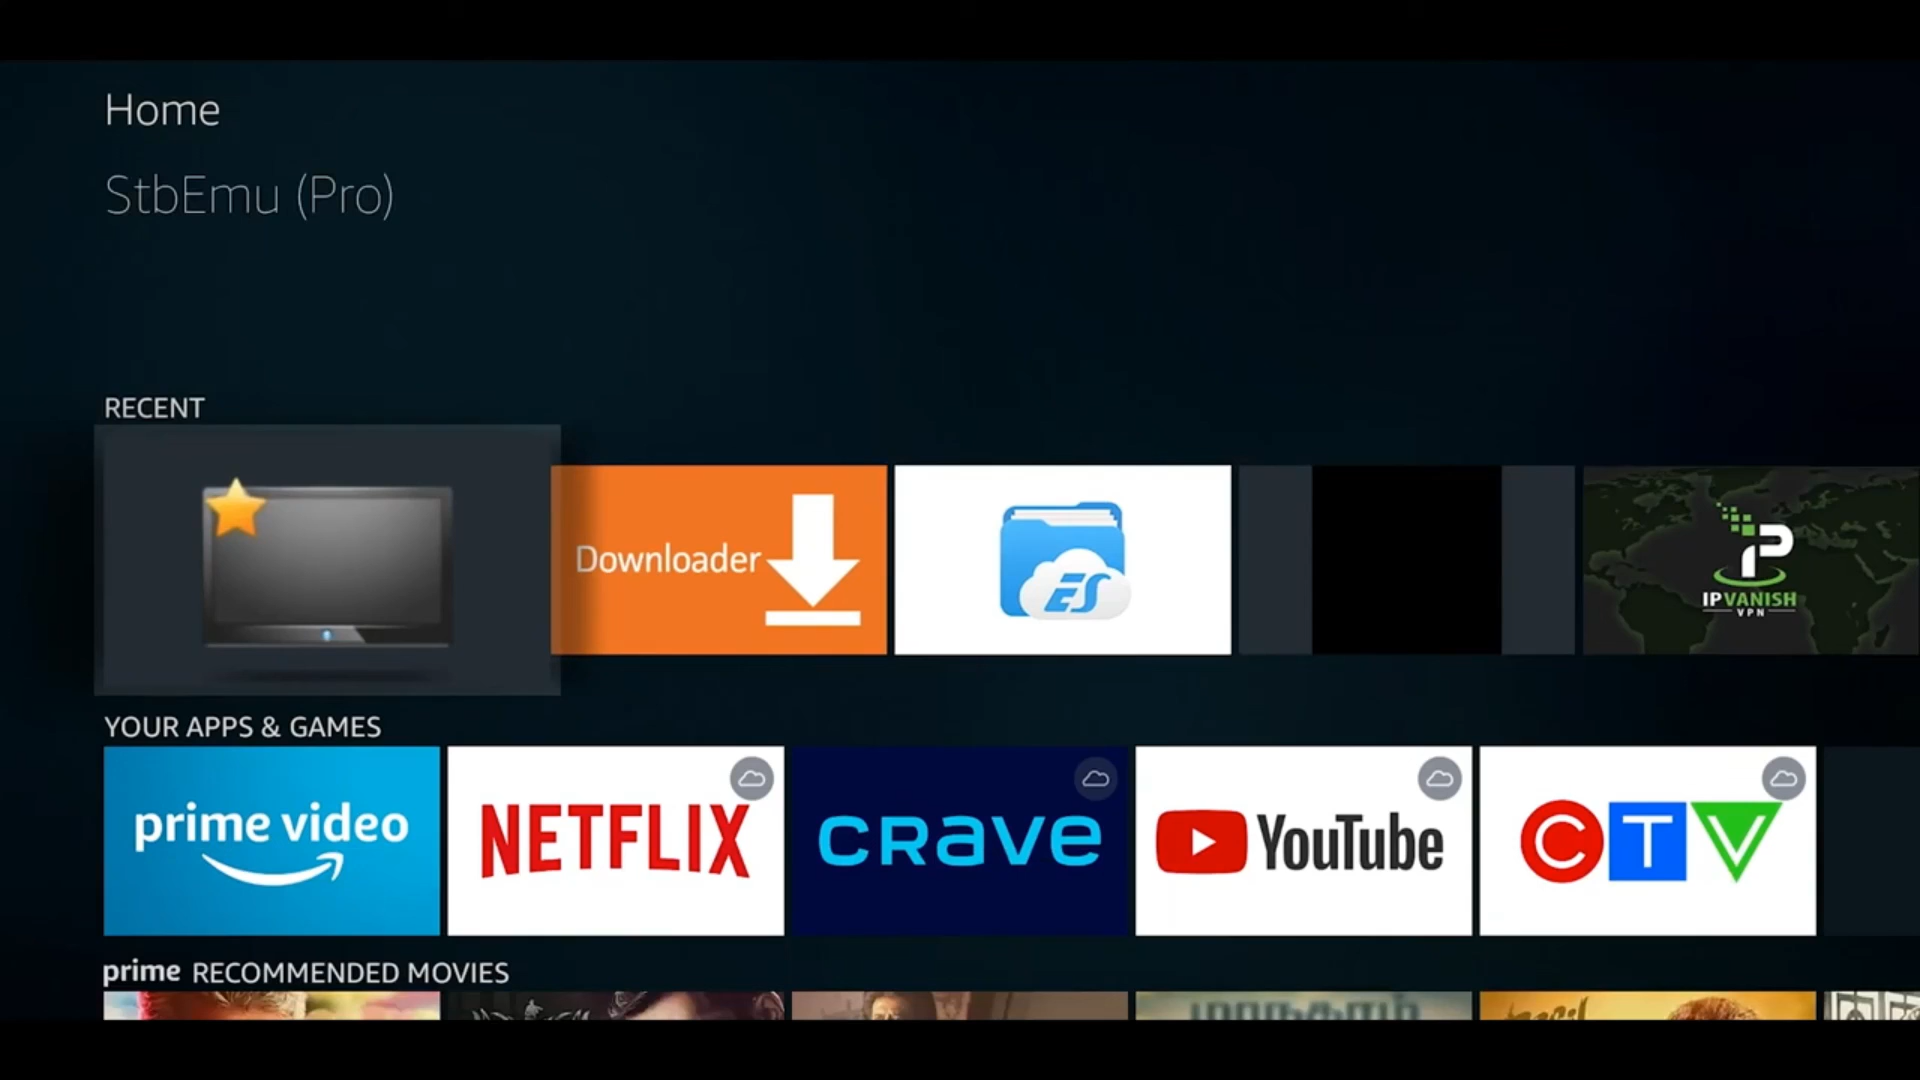 Home
StbEmu (Pro)
RECENT
Downloader
ES
IPVANISH
VPN
YOUR APPS & GAMES
prime video
NETFLIX
CRAVE
YouTube
CTV
prime RECOMMENDED MOVIES